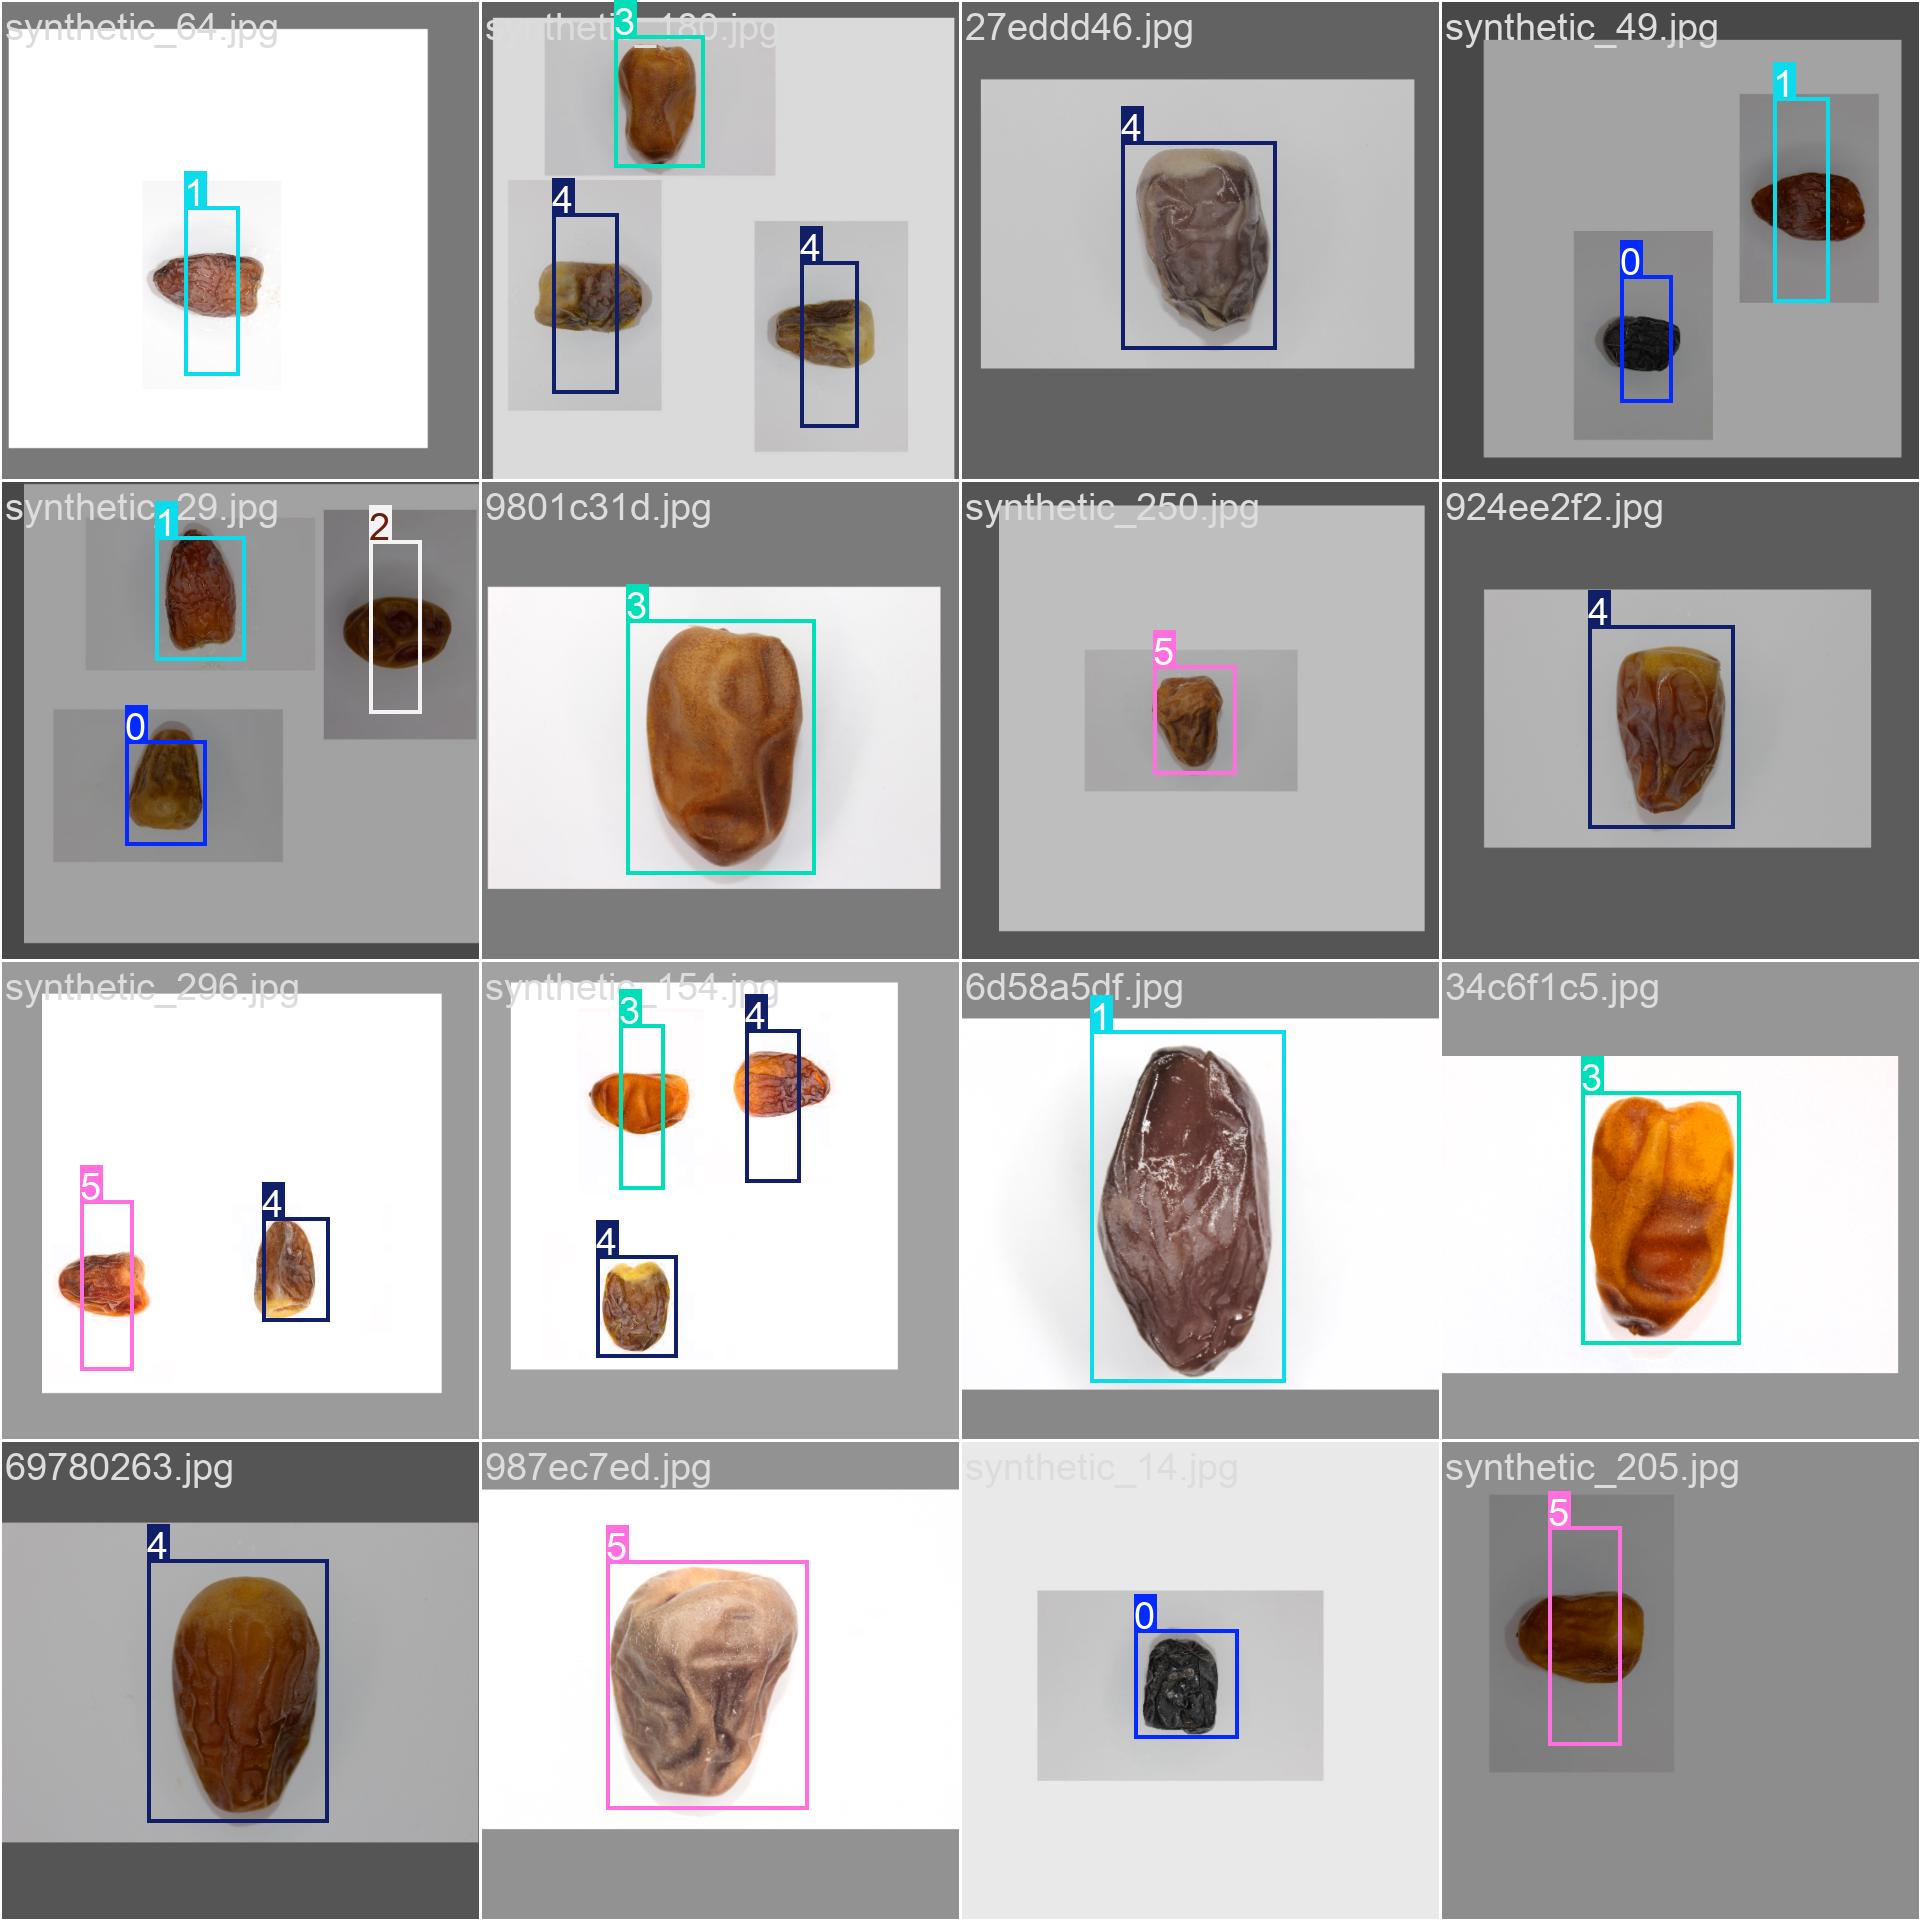 synthetic_64.jpg
1
synthetic_180.jpg
3
4
4
27eddd46.jpg
4
synthetic_49.jpg
1
0
synthetic_29.jpg
1
2
0
9801c31d.jpg
3
synthetic_250.jpg
5
924ee2f2.jpg
4
synthetic_296.jpg
5
4
synthetic_154.jpg
3
4
4
6d58a5df.jpg
1
34c6f1c5.jpg
3
69780263.jpg
4
987ec7ed.jpg
5
synthetic_14.jpg
0
synthetic_205.jpg
5